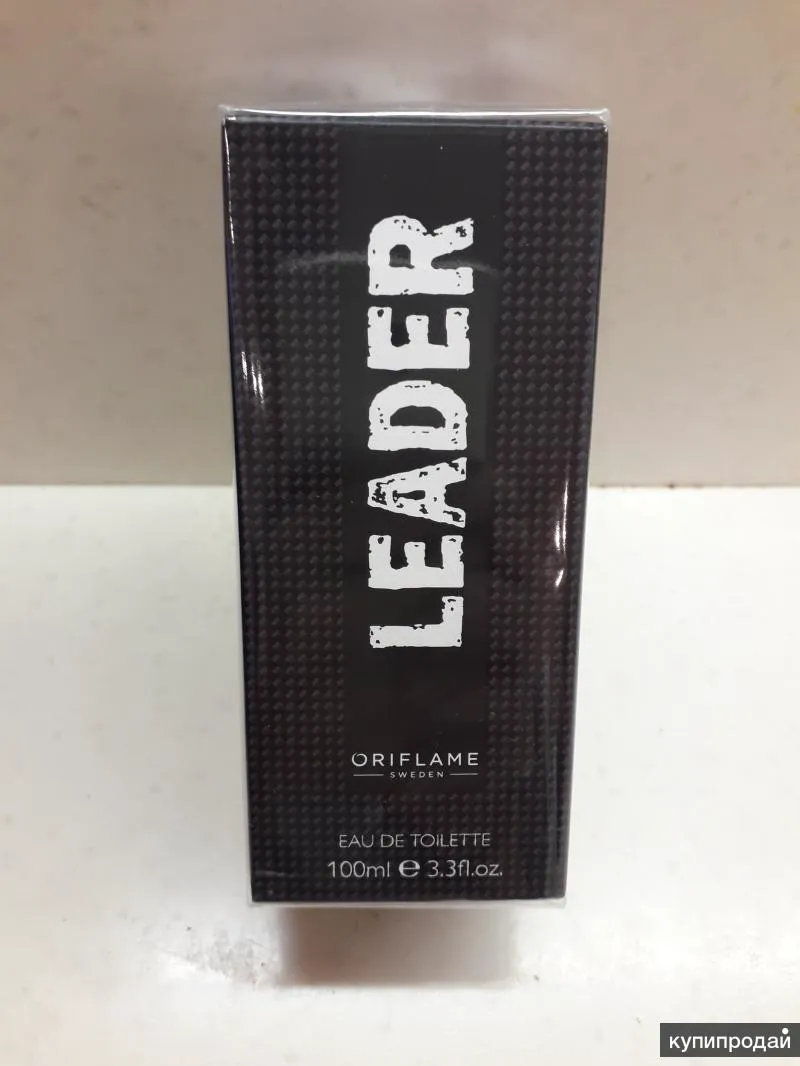 LEADER
ORIFLAME
SWEDEN
EAU DE TOILETTE
100ml ℮ 3.3fl.oz.
купипродай